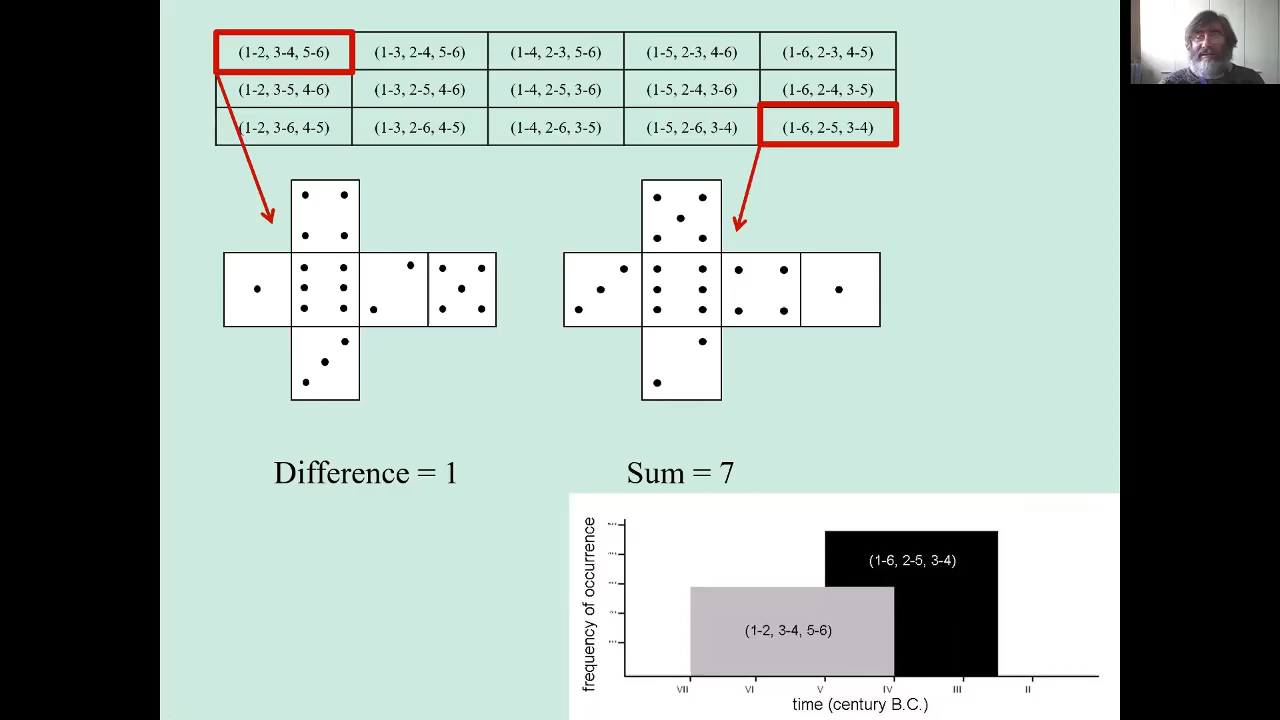 (1-2, 3-4, 5-6) (1-3, 2-4, 5-6) (1-4, 2-3, 5-6) (1-5, 2-3, 4-6) (1-6, 2-3, 4-5)
(1-2, 3-5, 4-6) (1-3, 2-5, 4-6) (1-4, 2-5, 3-6) (1-5, 2-4, 3-6) (1-6, 2-4, 3-5)
(1-2, 3-6, 4-5) (1-3, 2-6, 4-5) (1-4, 2-6, 3-5) (1-5, 2-6, 3-4) (1-6, 2-5, 3-4)
Difference = 1
Sum = 7
frequency of occurrence
(1-6, 2-5, 3-4)
(1-2, 3-4, 5-6)
VII VI V IV III II
time (century B.C.)